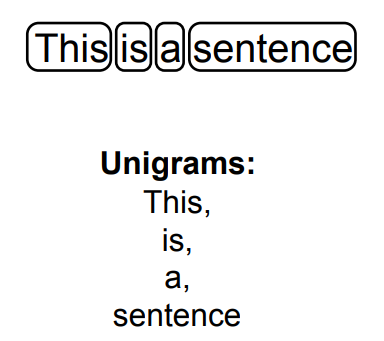 This is a sentence
Unigrams:
This,
is,
a,
sentence